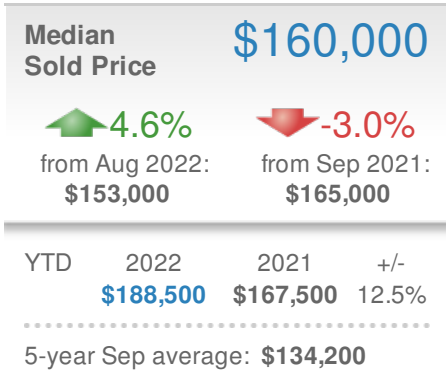 Median $160,000
Sold Price
4.6% -3.0%
from Aug 2022: from Sep 2021:
$153,000 $165,000
YTD 2022 2021 +/-
$188,500 $167,500 12.5%
5-year Sep average: $134,200